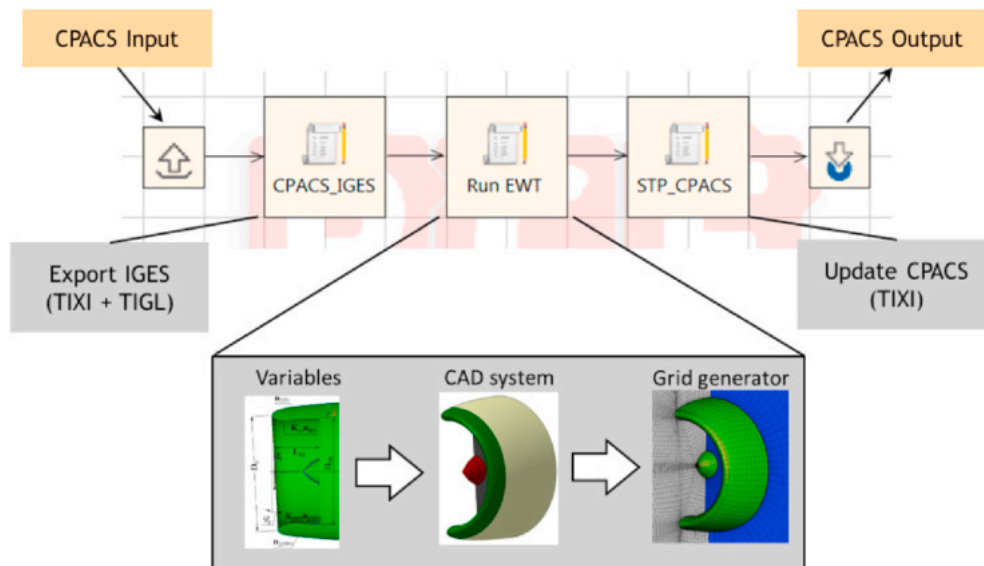 CPACS Input
CPACS Output
CPACS_IGES
Run EWT
STP_CPACS
Export IGES
(TIXI + TIGL)
Update CPACS
(TIXI)
Variables
CAD system
Grid generator